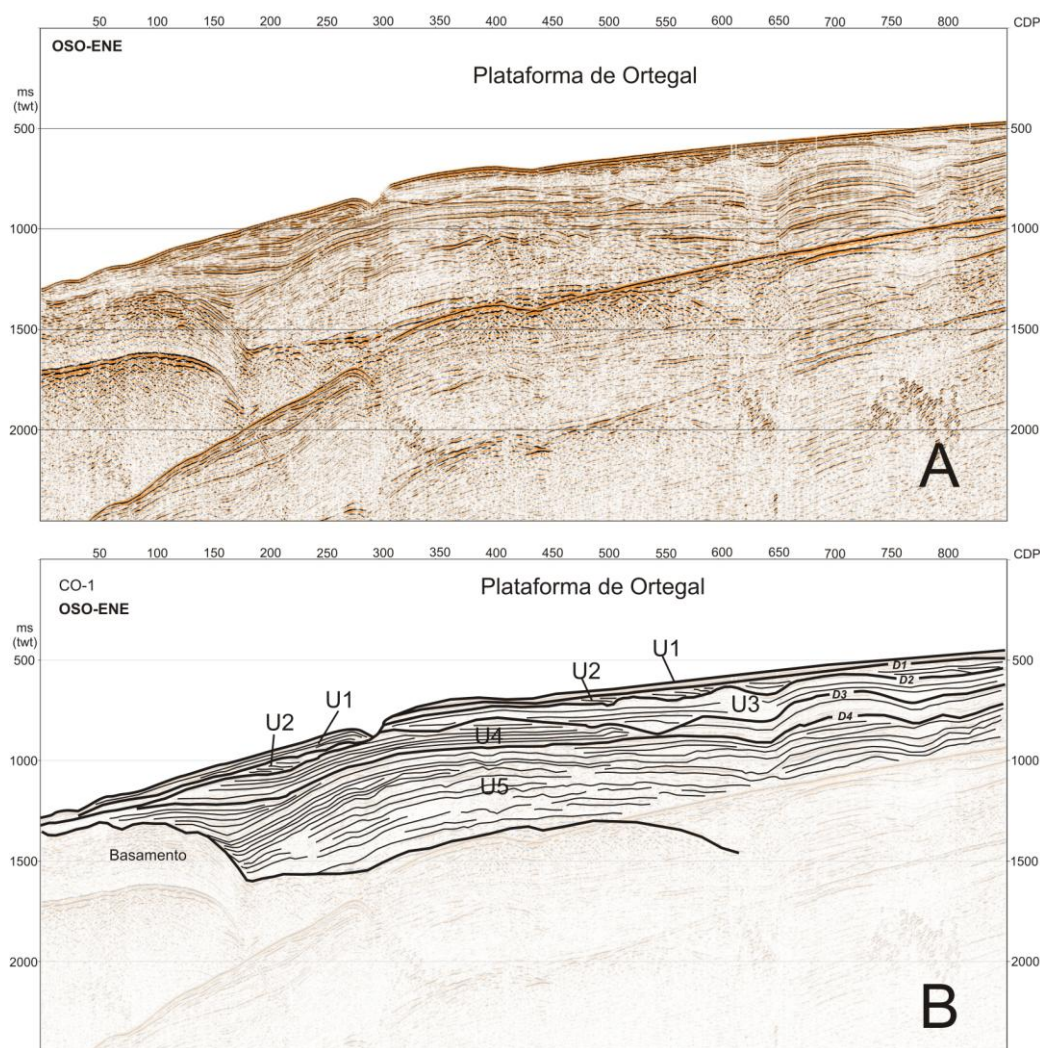 50 100 150 200 250 300 350 400 450 500 550 600 650 700 750 800 CDP
OSO-ENE
Plataforma de Ortegal
ms
(twt)
500 500
1000 1000
1500 1500
2000 2000
A
50 100 150 200 250 300 350 400 450 500 550 600 650 700 750 800 CDP
CO-1
OSO-ENE
Plataforma de Ortegal
ms
(twt)
500 500
U1
U2
D1
D2
U1
U3
D3
U2
D4
U4
1000 1000
U5
Basamento
1500 1500
2000 2000
B